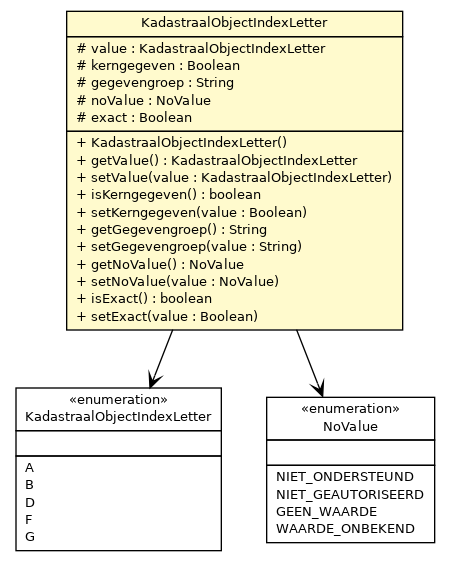 KadastraalObjectIndexLetter
# value : KadastraalObjectIndexLetter
# kerngegeven : Boolean
# gegevengroep : String
# noValue : NoValue
# exact : Boolean
+ KadastraalObjectIndexLetter()
+ getValue() : KadastraalObjectIndexLetter
+ setValue(value : KadastraalObjectIndexLetter)
+ isKerngegeven() : boolean
+ setKerngegeven(value : Boolean)
+ getGegevengroep() : String
+ setGegevengroep(value : String)
+ getNoValue() : NoValue
+ setNoValue(value : NoValue)
+ isExact() : boolean
+ setExact(value : Boolean)
«enumeration»
KadastraalObjectIndexLetter
A
B
D
F
G
«enumeration»
NoValue
NIET_ONDERSTEUND
NIET_GEAUTORISEERD
GEEN_WAARDE
WAARDE_ONBEKEND